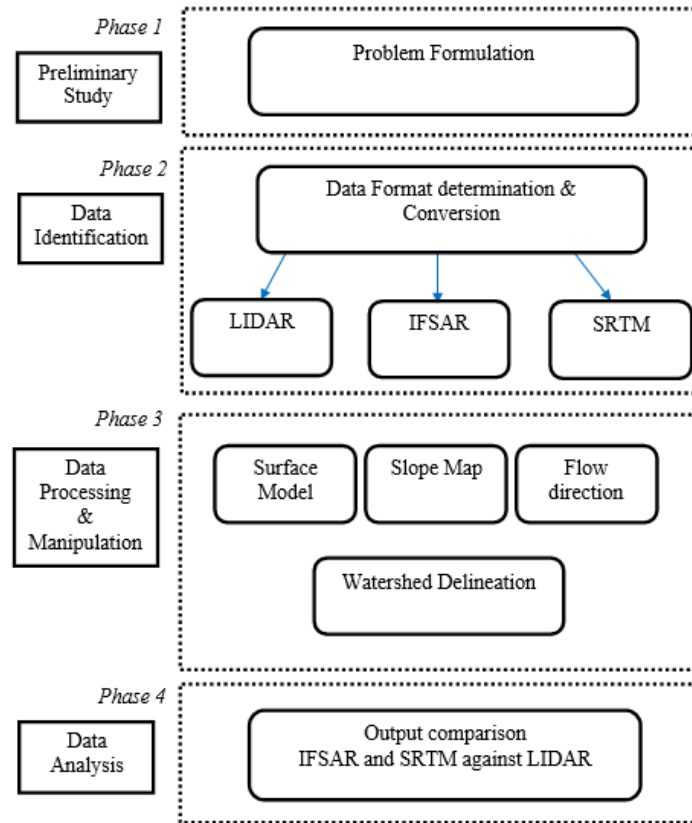 Phase 1
Preliminary
Study
Problem Formulation
Phase 2
Data
Identification
Data Format determination &
Conversion
LIDAR
IFSAR
SRTM
Phase 3
Data
Processing
&
Manipulation
Surface
Model
Slope Map
Flow
direction
Watershed Delineation
Phase 4
Data
Analysis
Output comparison
IFSAR and SRTM against LIDAR